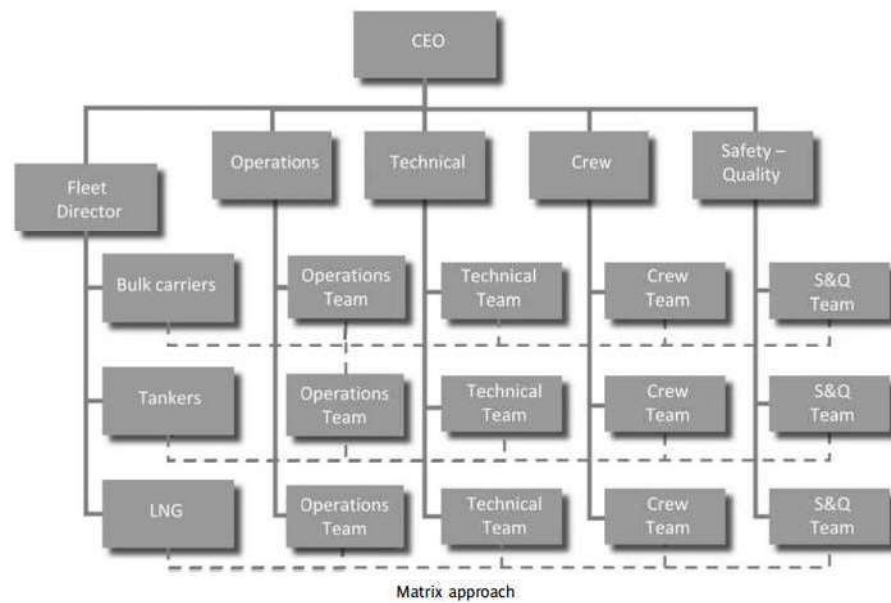 CEO
Fleet
Director
Operations
Technical
Crew
Safety –
Quality
Bulk carriers
Operations
Team
Technical
Team
Crew
Team
S&Q
Team
Tankers
Operations
Team
Technical
Team
Crew
Team
S&Q
Team
LNG
Operations
Team
Technical
Team
Crew
Team
S&Q
Team
Matrix approach